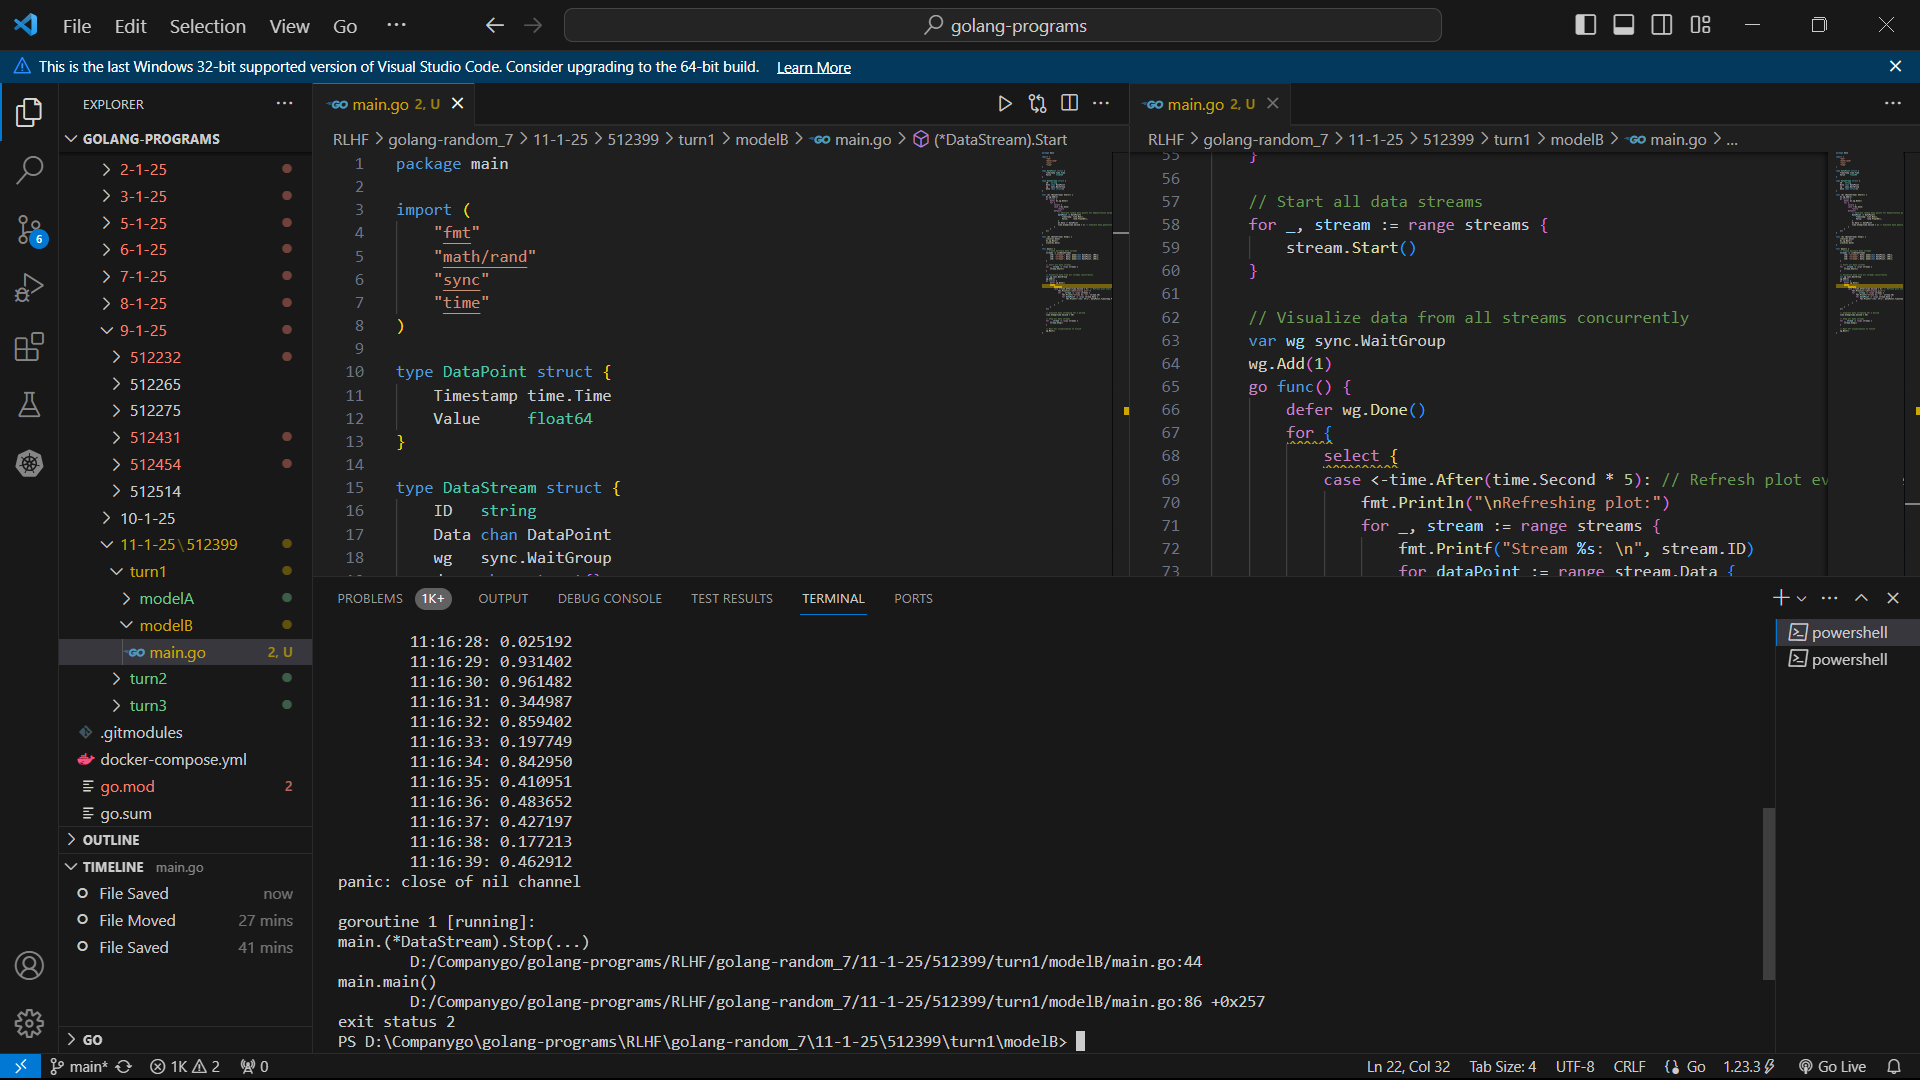 File Edit Selection View Go ...
golang-programs
This is the last Windows 32-bit supported version of Visual Studio Code. Consider upgrading to the 64-bit build. Learn More
EXPLORER
GOLANG-PROGRAMS
2-1-25
3-1-25
5-1-25
6-1-25
7-1-25
8-1-25
9-1-25
512232
512265
512275
512431
512454
512514
10-1-25
11-1-25\512399
turn1
modelA
modelB
main.go 2, U
turn2
turn3
.gitmodules
docker-compose.yml
go.mod 2
go.sum
OUTLINE
TIMELINE main.go
File Saved now
File Moved 27 mins
File Saved 41 mins
GO
6
main.go 2, U
RLHF > golang-random_7 > 11-1-25 > 512399 > turn1 > modelB > main.go > (*DataStream).Start
1 package main
2
3 import (
4 "fmt"
5 "math/rand"
6 "sync"
7 "time"
8 )
9
10 type DataPoint struct {
11 Timestamp time.Time
12 Value float64
13 }
14
15 type DataStream struct {
16 ID string
17 Data chan DataPoint
18 wg sync.WaitGroup
main.go 2, U
RLHF > golang-random_7 > 11-1-25 > 512399 > turn1 > modelB > main.go > ...
55 }
56
57 // Start all data streams
58 for _, stream := range streams {
59 stream.Start()
60 }
61
62 // Visualize data from all streams concurrently
63 var wg sync.WaitGroup
64 wg.Add(1)
65 go func() {
66 defer wg.Done()
67 for {
68 select {
69 case <-time.After(time.Second * 5): // Refresh plot ev
70 fmt.Println("\nRefreshing plot:")
71 for _, stream := range streams {
72 fmt.Printf("Stream %s: \n", stream.ID)
73 for dataPoint := range stream.Data {
PROBLEMS 1K+ OUTPUT DEBUG CONSOLE TEST RESULTS TERMINAL PORTS
11:16:28: 0.025192
11:16:29: 0.931402
11:16:30: 0.961482
11:16:31: 0.344987
11:16:32: 0.859402
11:16:33: 0.197749
11:16:34: 0.842950
11:16:35: 0.410951
11:16:36: 0.483652
11:16:37: 0.427197
11:16:38: 0.177213
11:16:39: 0.462912
panic: close of nil channel
goroutine 1 [running]:
main.(*DataStream).Stop(...)
D:/Companygo/golang-programs/RLHF/golang-random_7/11-1-25/512399/turn1/modelB/main.go:44
main.main()
D:/Companygo/golang-programs/RLHF/golang-random_7/11-1-25/512399/turn1/modelB/main.go:86 +0x257
exit status 2
PS D:\Companygo\golang-programs\RLHF\golang-random_7\11-1-25\512399\turn1\modelB>
powershell
powershell
main* 1K 2 0 Ln 22, Col 32 Tab Size: 4 UTF-8 CRLF Go 1.23.3 Go Live